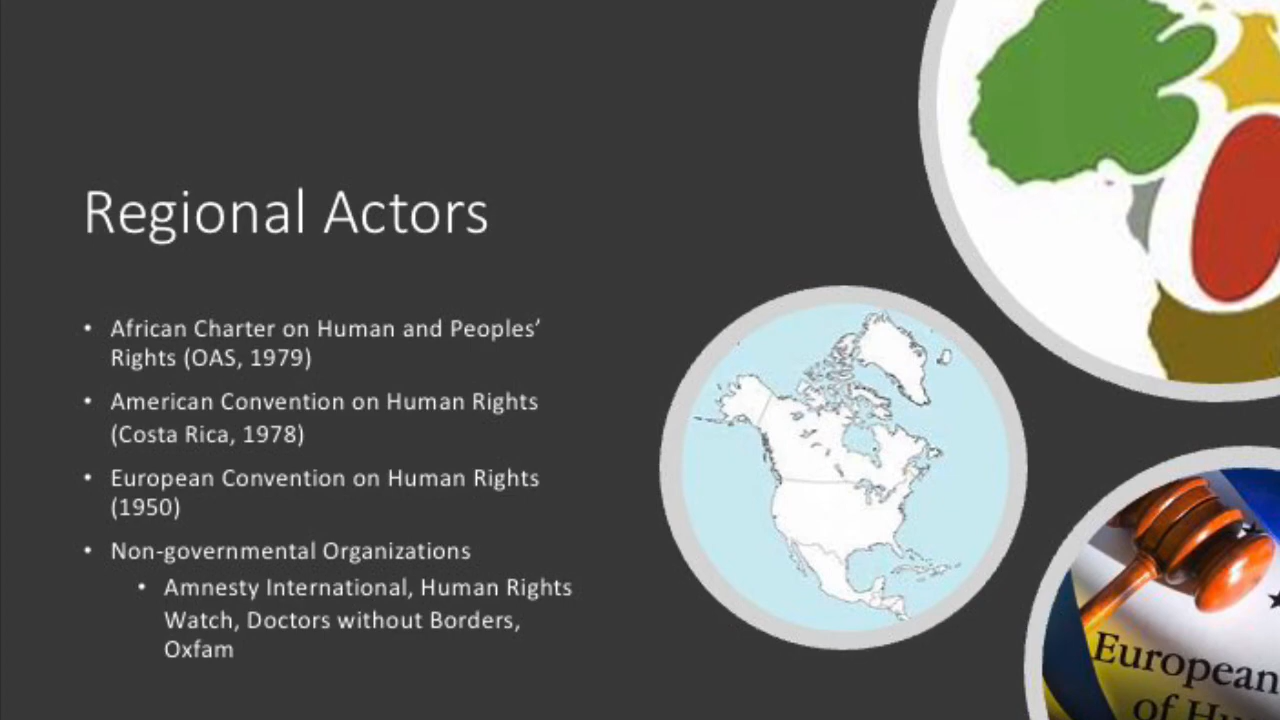 Regional Actors
• African Charter on Human and Peoples’
Rights (OAS, 1979)
• American Convention on Human Rights
(Costa Rica, 1978)
• European Convention on Human Rights
(1950)
• Non-governmental Organizations
• Amnesty International, Human Rights
Watch, Doctors without Borders,
Oxfam
European
of